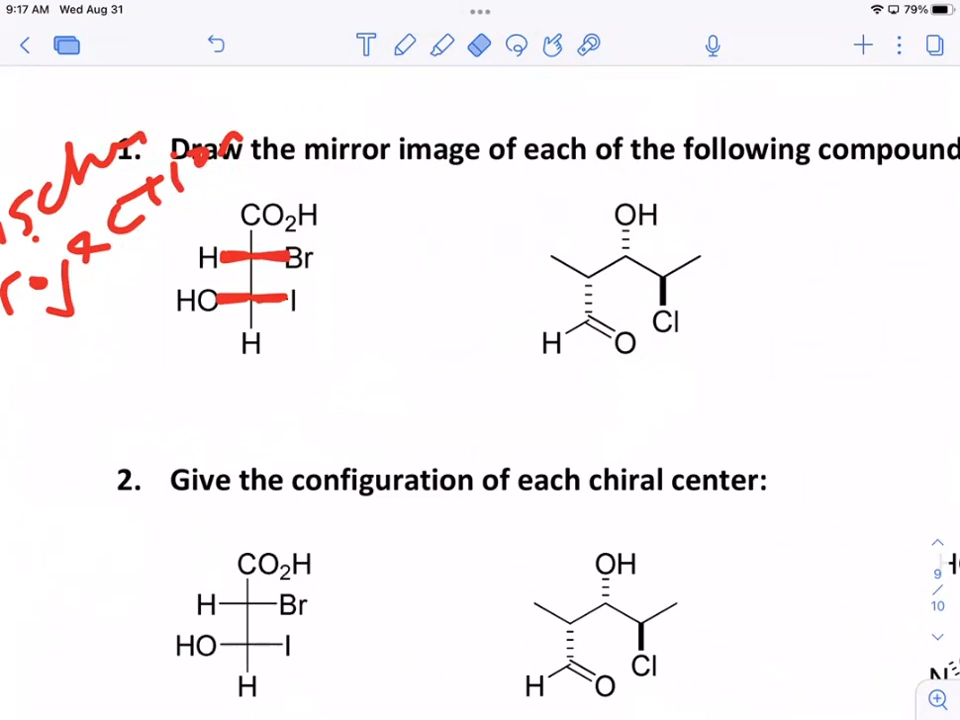 9:17 AM Wed Aug 31
79%
1. Draw the mirror image of each of the following compound
CO₂H
H Br
HO I
H
OH
Cl
H O
2. Give the configuration of each chiral center:
CO₂H
H Br
HO I
H
OH
Cl
H O
9
/
10